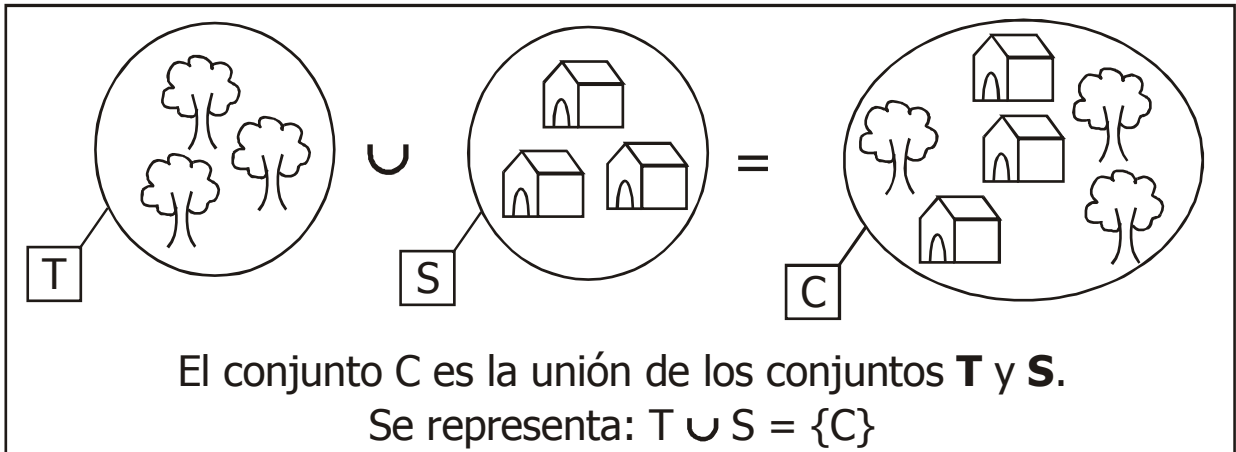 ∪ =
T S C
El conjunto C es la unión de los conjuntos T y S.
Se representa: T ∪ S = {C}